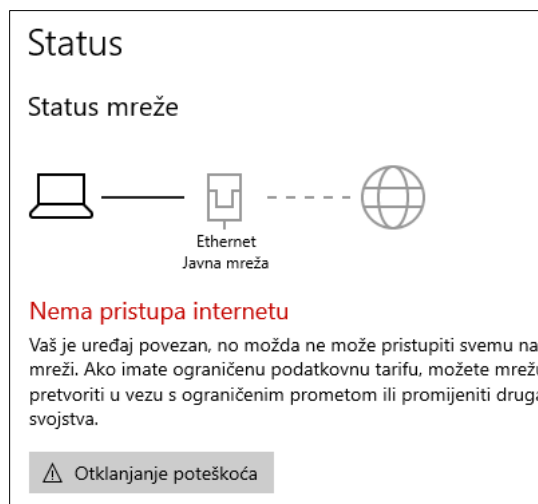 Status
Status mreže
Ethernet
Javna mreža
Nema pristupa internetu
Vaš je uređaj povezan, no možda ne može pristupiti svemu na
mreži. Ako imate ograničenu podatkovnu tarifu, možete mrežu
pretvoriti u vezu s ograničenim prometom ili promijeniti druga
svojstva.
Otklanjanje poteškoća